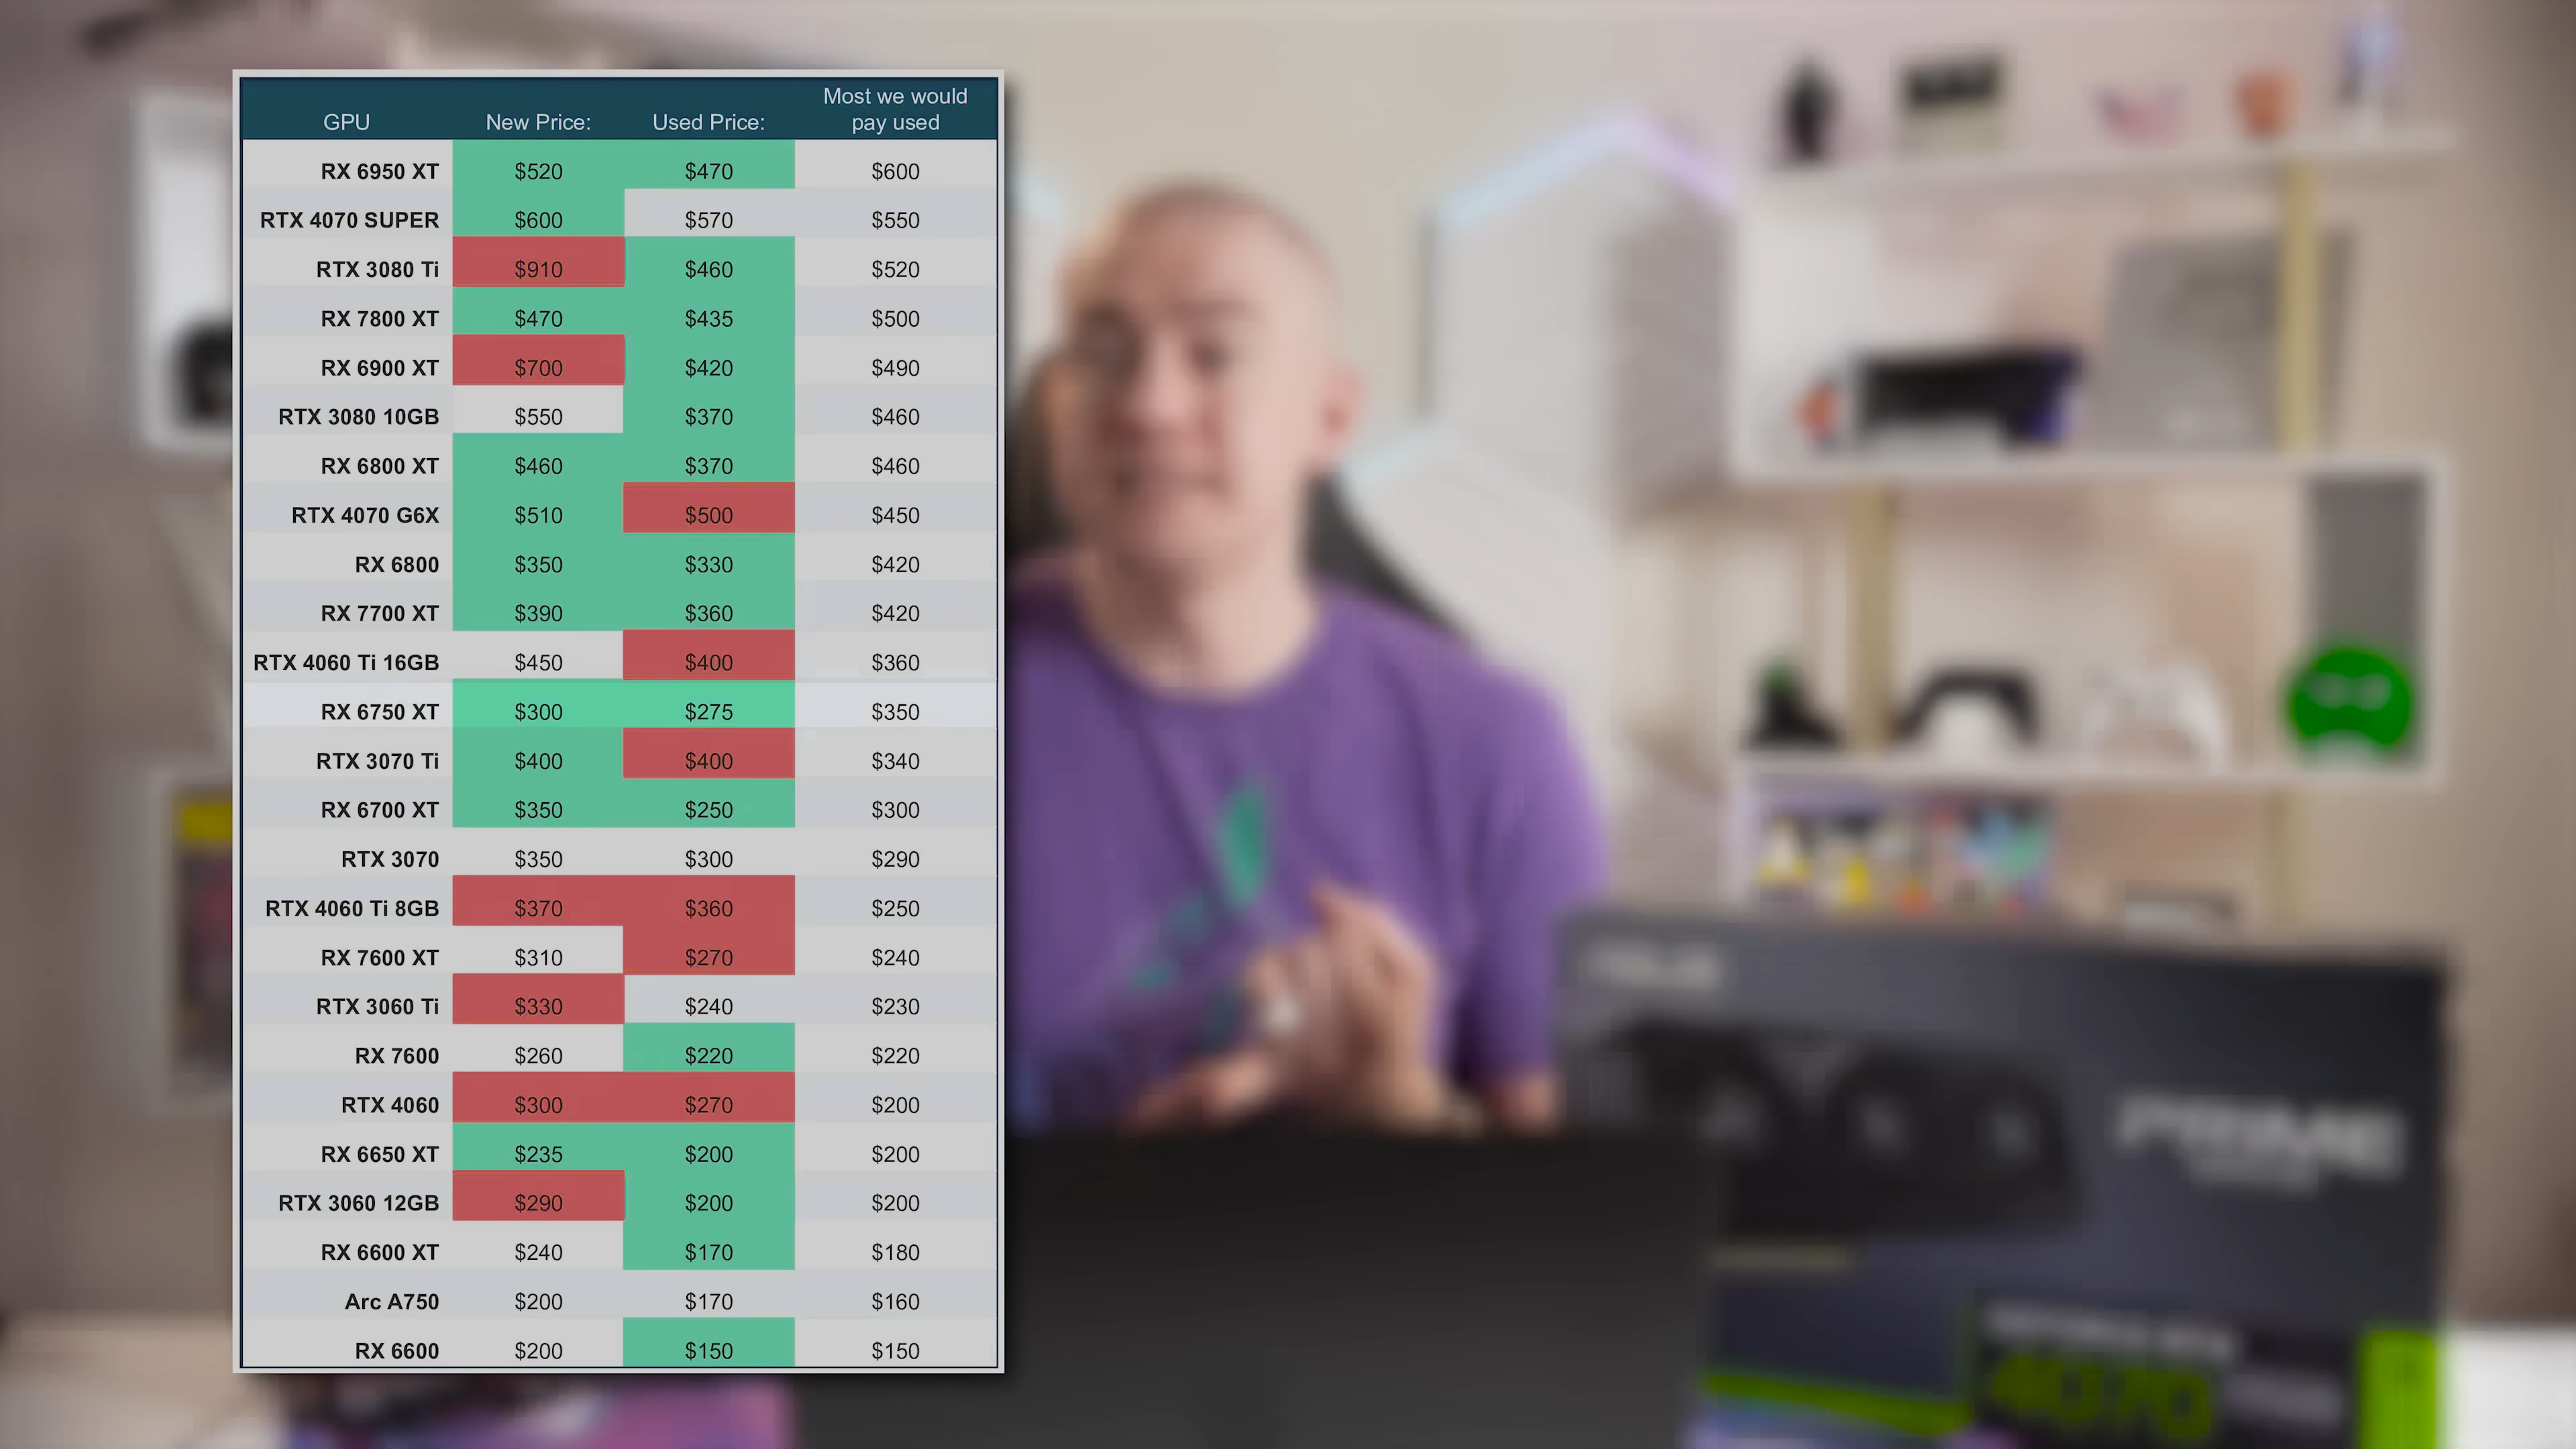 GPU New Price: Used Price: Most we would pay used
RX 6950 XT $520 $470 $600
RTX 4070 SUPER $600 $570 $550
RTX 3080 Ti $910 $460 $520
RX 7800 XT $470 $435 $500
RX 6900 XT $700 $420 $490
RTX 3080 10GB $550 $370 $460
RX 6800 XT $460 $370 $460
RTX 4070 G6X $510 $500 $450
RX 6800 $350 $330 $420
RX 7700 XT $390 $360 $420
RTX 4060 Ti 16GB $450 $400 $360
RX 6750 XT $300 $275 $350
RTX 3070 Ti $400 $400 $340
RX 6700 XT $350 $250 $300
RTX 3070 $350 $300 $290
RTX 4060 Ti 8GB $370 $360 $250
RX 7600 XT $310 $270 $240
RTX 3060 Ti $330 $240 $230
RX 7600 $260 $220 $220
RTX 4060 $300 $270 $200
RX 6650 XT $235 $200 $200
RTX 3060 12GB $290 $200 $200
RX 6600 XT $240 $170 $180
Arc A750 $200 $170 $160
RX 6600 $200 $150 $150
PRIME
GEFORCE RTX
4070